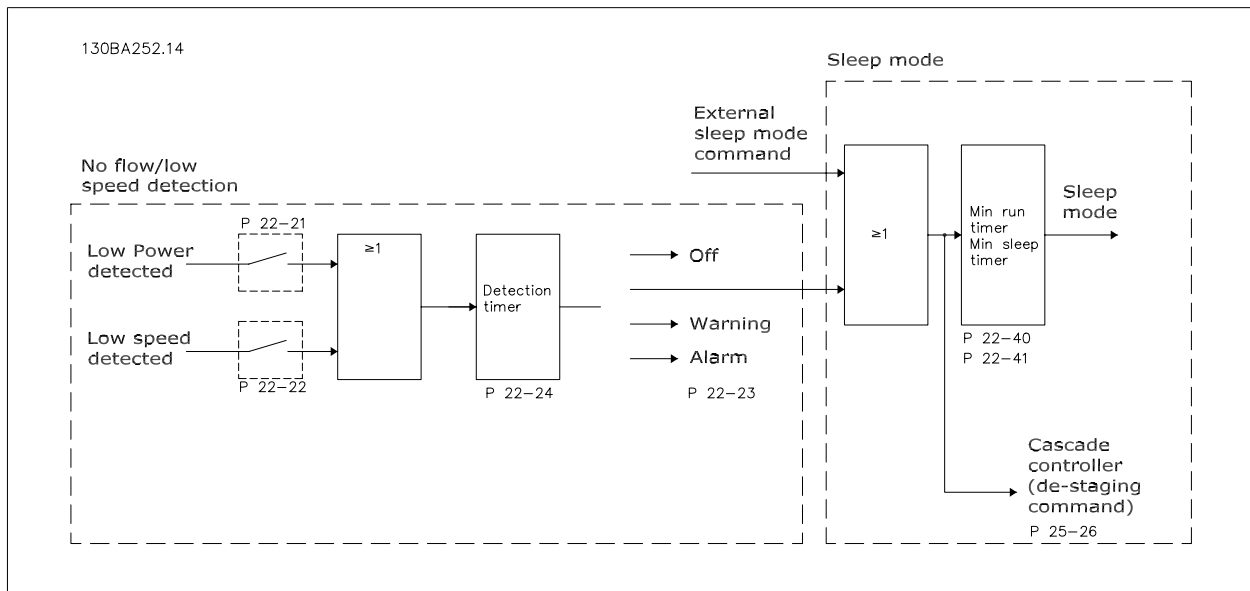 130BA252.14
Sleep mode
External
sleep mode
command
No flow/low
speed detection
P 22-21
Low Power
detected
≥1
Detection
timer
Off
Warning
Alarm
Low speed
detected
P 22-22
P 22-24
P 22-23
≥1
Min run
timer
Min sleep
timer
Sleep
mode
P 22-40
P 22-41
Cascade
controller
(de-staging
command)
P 25-26